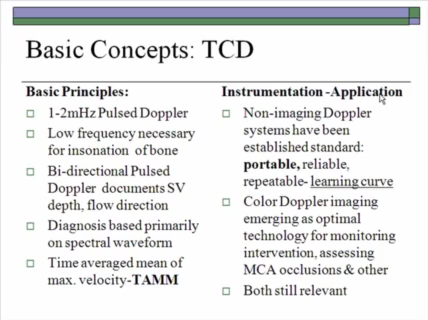 Basic Concepts: TCD
Basic Principles:
1-2mHz Pulsed Doppler
Low frequency necessary
for insonation of bone
Bi-directional Pulsed
Doppler documents SV
depth, flow direction
Diagnosis based primarily
on spectral waveform
Time averaged mean of
max. velocity-TAMM
Instrumentation -Application
Non-imaging Doppler
systems have been
established standard:
portable, reliable,
repeatable- learning curve
Color Doppler imaging
emerging as optimal
technology for monitoring
intervention, assessing
MCA occlusions & other
Both still relevant